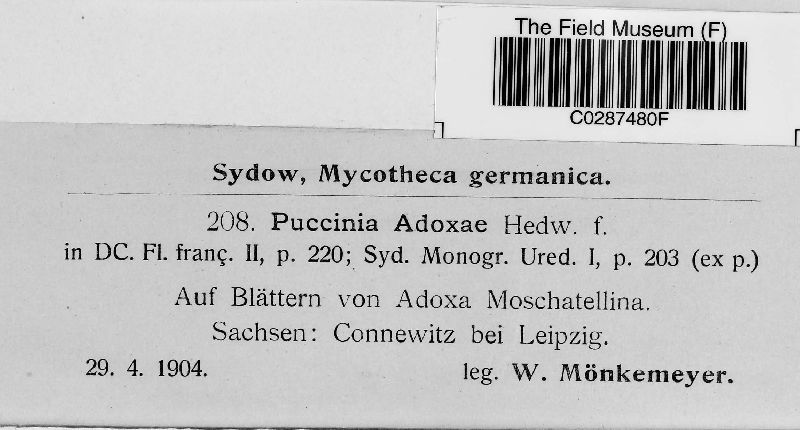 The Field Museum (F)
C0287480F
Sydow, Mycotheca germanica.
208. Puccinia Adoxae Hedw. f.
in DC. Fl. franç. II, p. 220; Syd. Monogr. Ured. I, p. 203 (ex p.)
Auf Blättern von Adoxa Moschatellina.
Sachsen: Connewitz bei Leipzig.
29. 4. 1904. leg. W. Mönkemeyer.